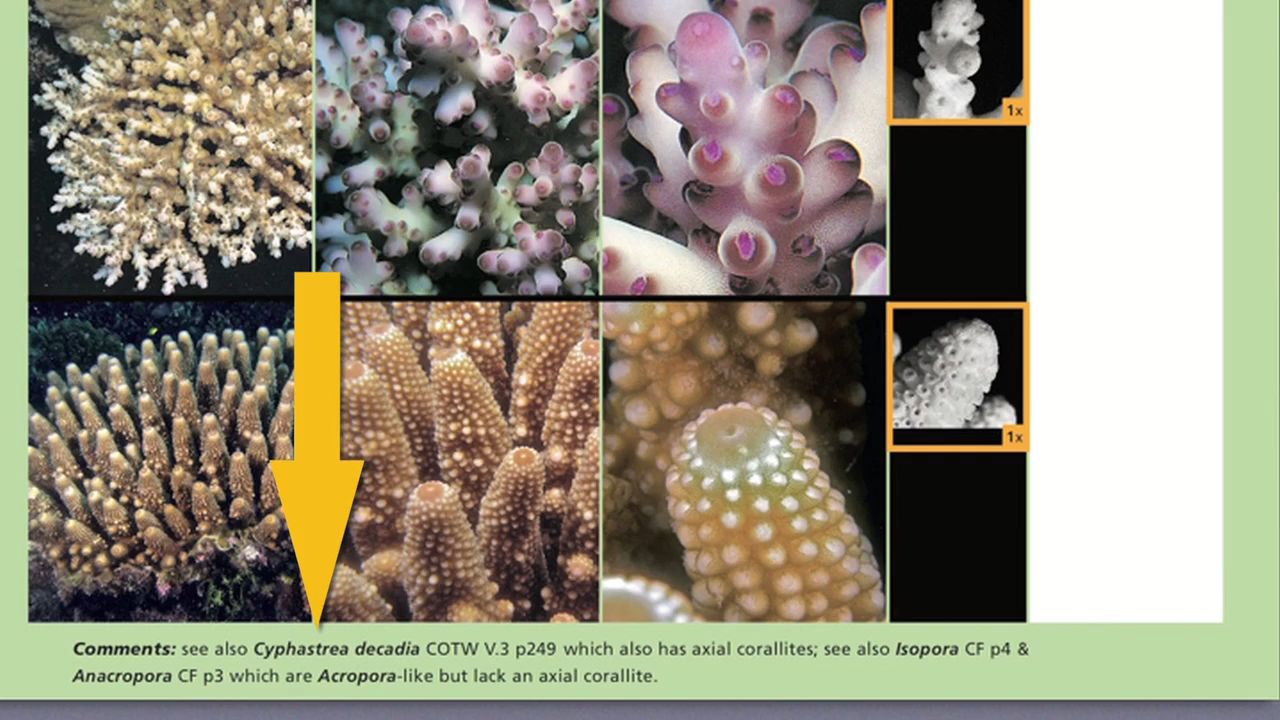 1x
1x
Comments: see also Cyphastrea decadia COTW V.3 p249 which also has axial corallites; see also Isopora CF p4 &
Anacropora CF p3 which are Acropora-like but lack an axial corallite.